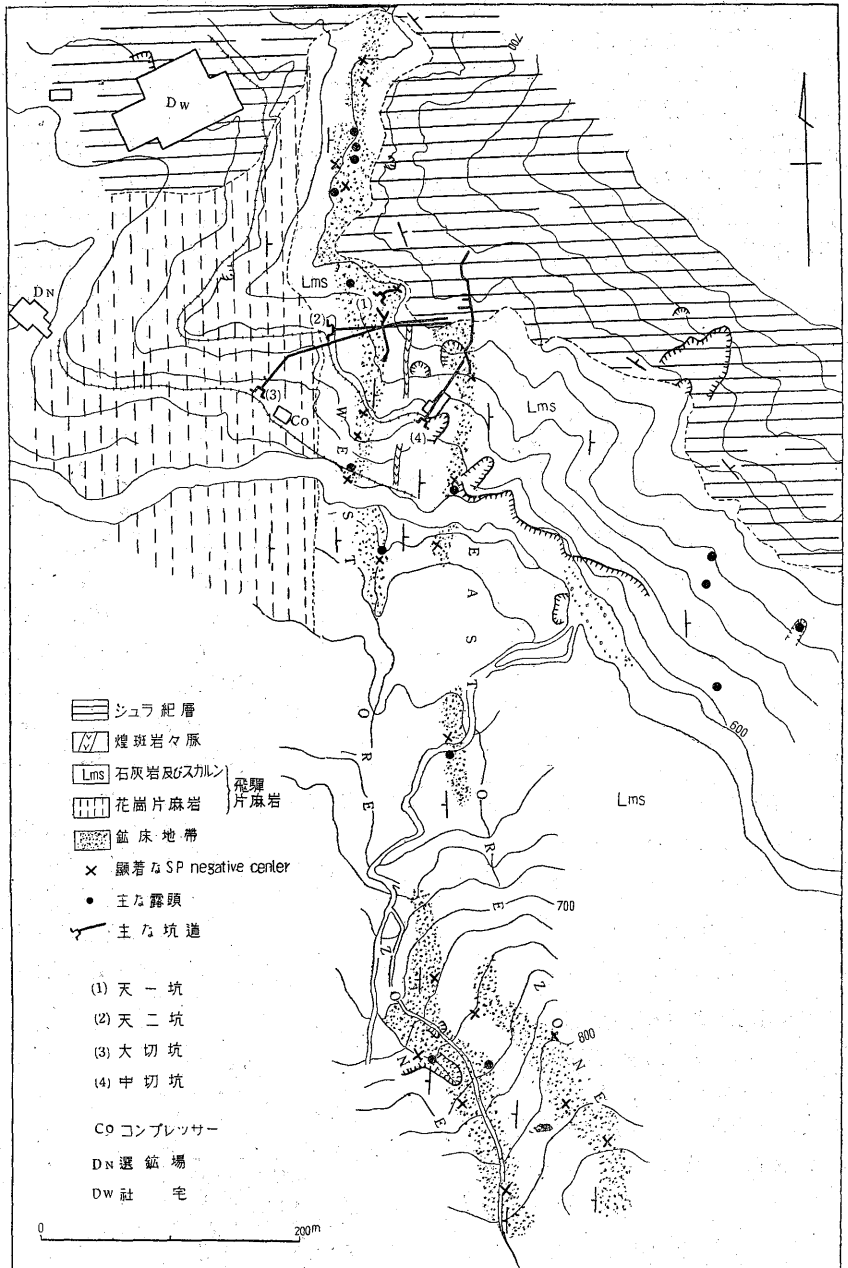 700
DW
DN
Lms
(1)
(2)
(3)
Co
(4)
Lms
WEST ORE ZONE
EAST ORE ZONE
600
Lms
700
800
シュラ紀層
煌斑岩々脉
Lms 石灰岩及びスカルン
花崗片麻岩
飛驒片麻岩
鉱床地帯
顕着なSP negative center
主な露頭
主な坑道
(1) 天一坑
(2) 天二坑
(3) 大切坑
(4) 中切坑
Co コンプレッサー
DN 選鉱場
DW 社宅
0
200m